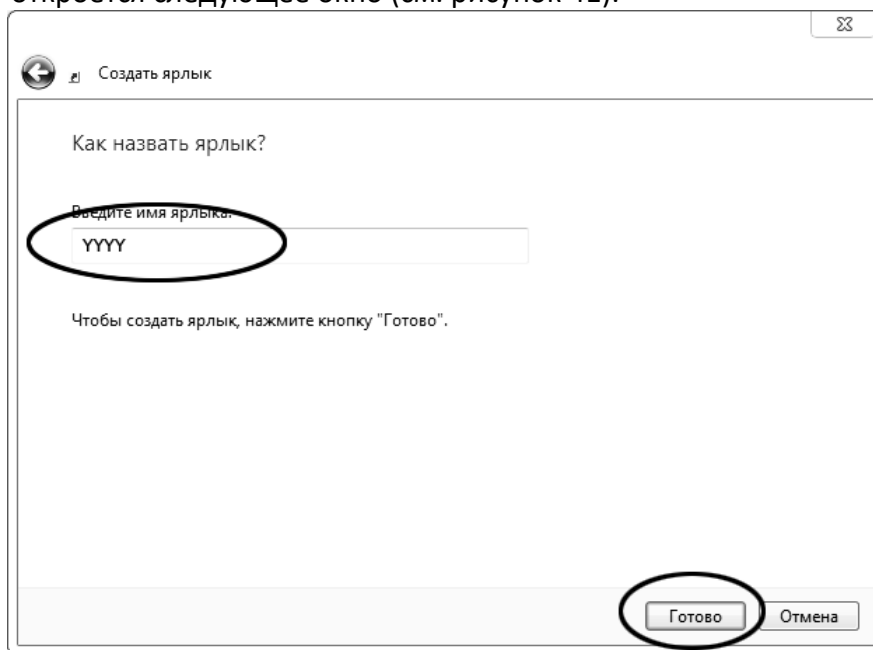 откроется следующее окно (см. рисунок 41).
Создать ярлык
Как назвать ярлык?
Введите имя ярлыка:
YYYY
Чтобы создать ярлык, нажмите кнопку "Готово".
Готово Отмена